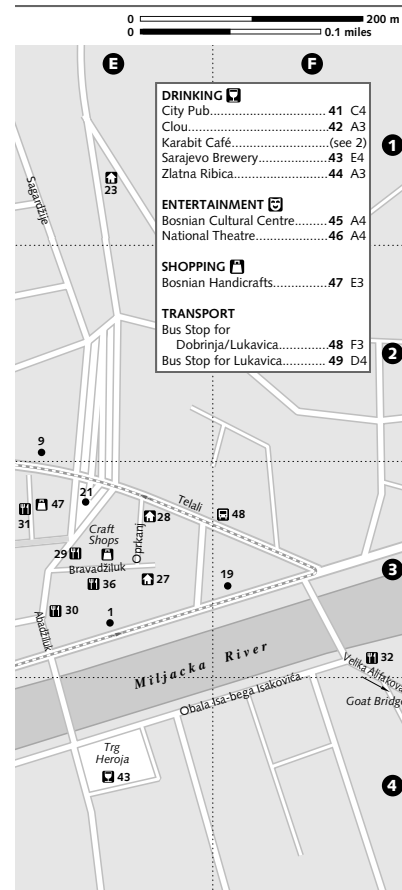 0 200 m
0 0.1 miles
E F
DRINKING
City Pub..............................41 C4
Clou....................................42 A3
Karabit Café......................(see 2)
Sarajevo Brewery...............43 E4
Zlatna Ribica......................44 A3
1
ENTERTAINMENT
Bosnian Cultural Centre........45 A4
National Theatre..................46 A4
SHOPPING
Bosnian Handicrafts...............47 E3
TRANSPORT
Bus Stop for
Dobrinja/Lukavica..............48 F3
Bus Stop for Lukavica............49 D4
2
23
Sagardžije
9
47
31
21
28
Telali
48
Craft
Shops
Oprkanj
29
Bravadžiluk
36
27
19
3
30
1
Abadžiluk
Miljacka River
32
Velika Alifakovac
Goat Bridge
Obala Isa-bega Isakovića
Trg
Heroja
43
4